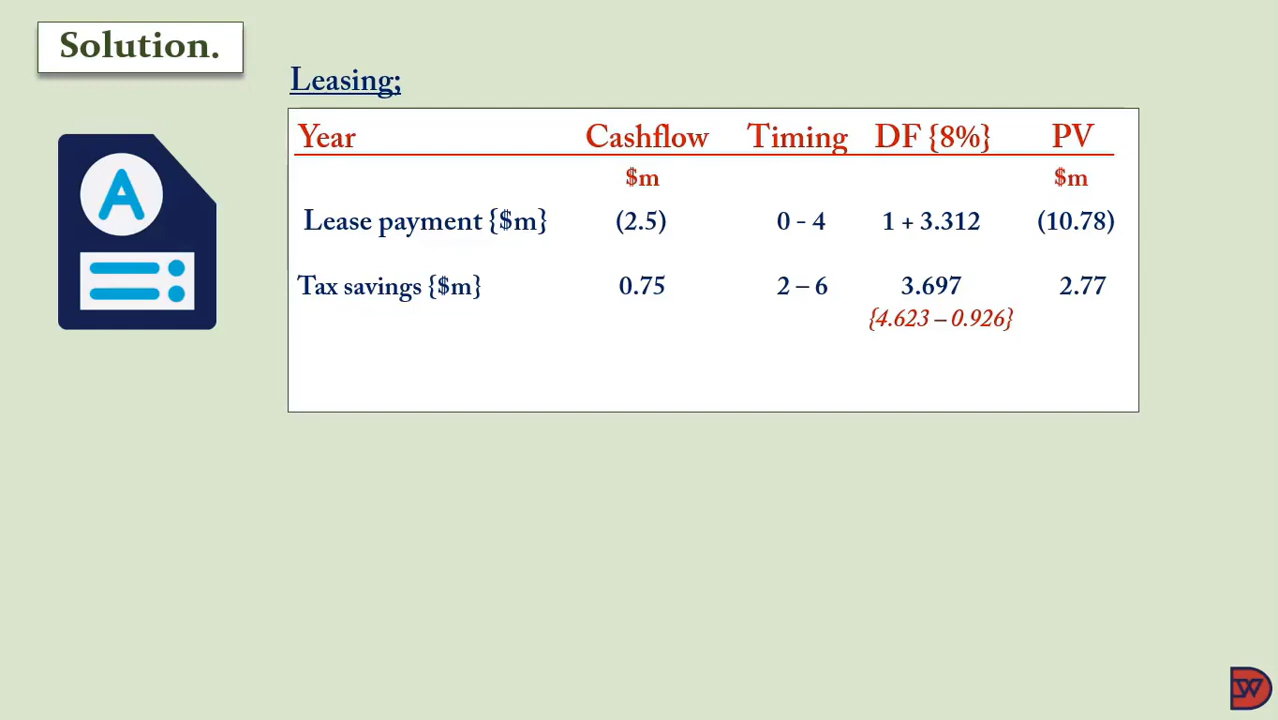 Solution.
Leasing;
Year Cashflow Timing DF {8%} PV
$m $m
Lease payment {$m} (2.5) 0 - 4 1 + 3.312 (10.78)
Tax savings {$m} 0.75 2 – 6 3.697 2.77
{4.623 – 0.926}
A
DW